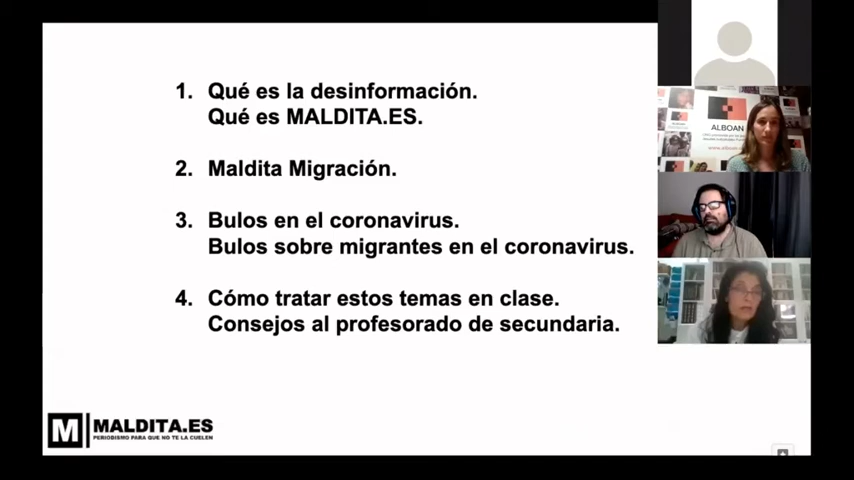 1. Qué es la desinformación.
Qué es MALDITA.ES.
2. Maldita Migración.
3. Bulos en el coronavirus.
Bulos sobre migrantes en el coronavirus.
4. Cómo tratar estos temas en clase.
Consejos al profesorado de secundaria.
ALBOAN
M MALDITA.ES
PERIODISMO PARA QUE NO TE LA CUELEN